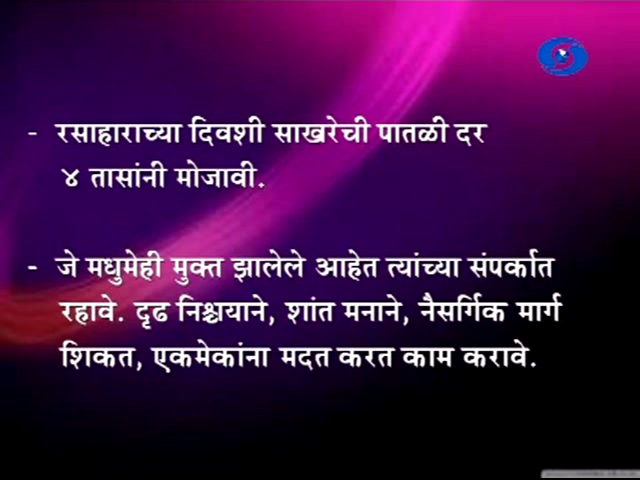 - रसाहाराच्या दिवशी साखरेची पातळी दर
४ तासांनी मोजावी.
- जे मधुमेही मुक्त झालेले आहेत त्यांच्या संपर्कात
रहावे. दृढ निश्चयाने, शांत मनाने, नैसर्गिक मार्ग
शिकत, एकमेकांना मदत करत काम करावे.